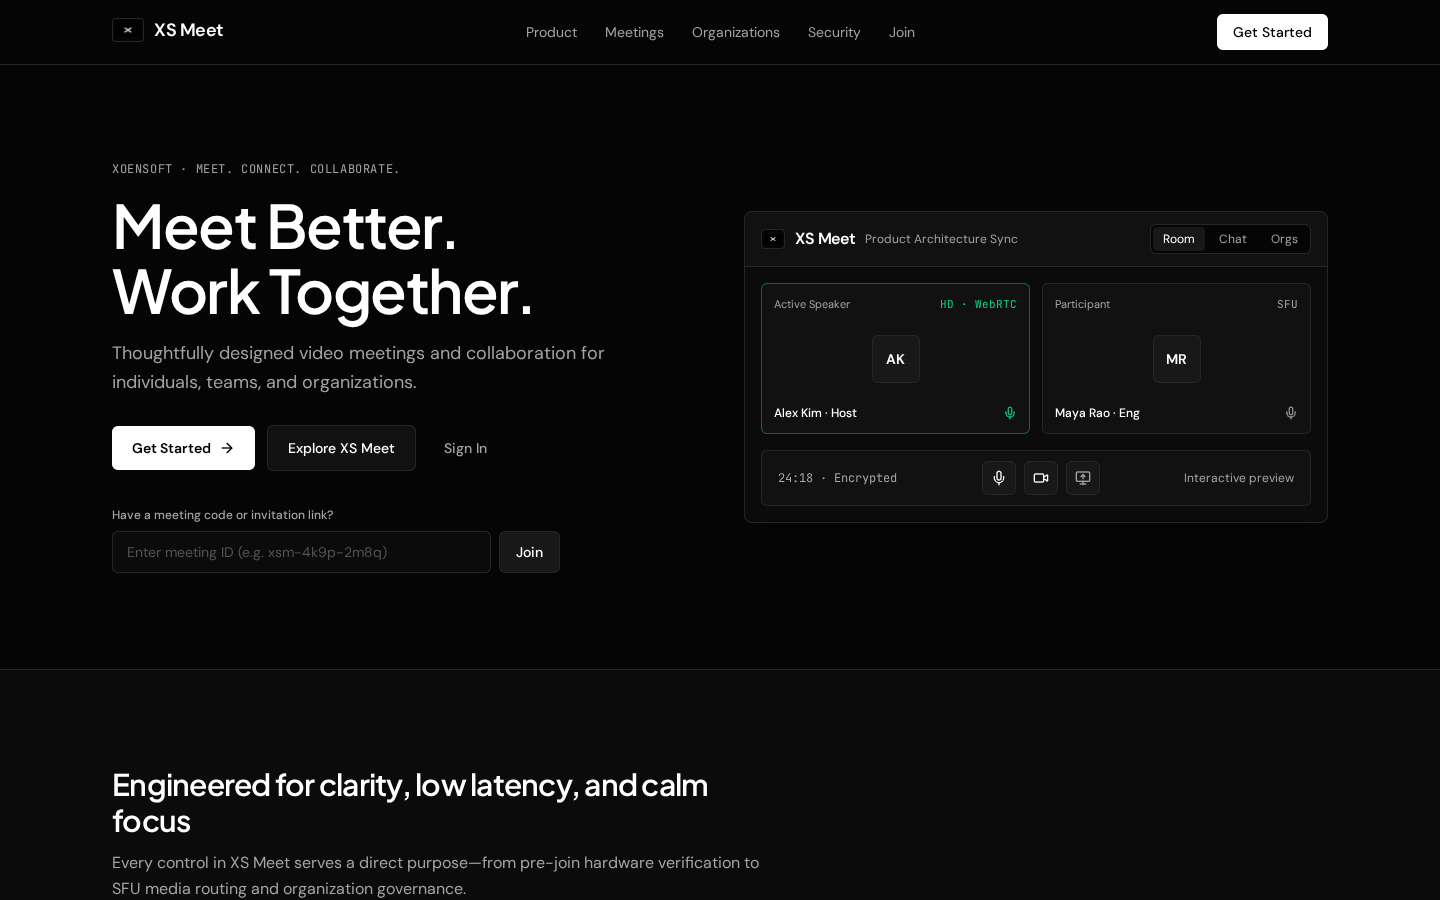 XS Meet
Product Meetings Organizations Security Join
Get Started
XOENSOFT · MEET. CONNECT. COLLABORATE.
Meet Better.
Work Together.
Thoughtfully designed video meetings and collaboration for
individuals, teams, and organizations.
Get Started → Explore XS Meet Sign In
Have a meeting code or invitation link?
Enter meeting ID (e.g. xsm-4k9p-2m8q) Join
XS Meet Product Architecture Sync Room Chat Orgs
Active Speaker HD · WebRTC
AK
Alex Kim · Host
Participant SFU
MR
Maya Rao · Eng
24:18 · Encrypted Interactive preview
Engineered for clarity, low latency, and calm
focus
Every control in XS Meet serves a direct purpose—from pre-join hardware verification to
SFU media routing and organization governance.